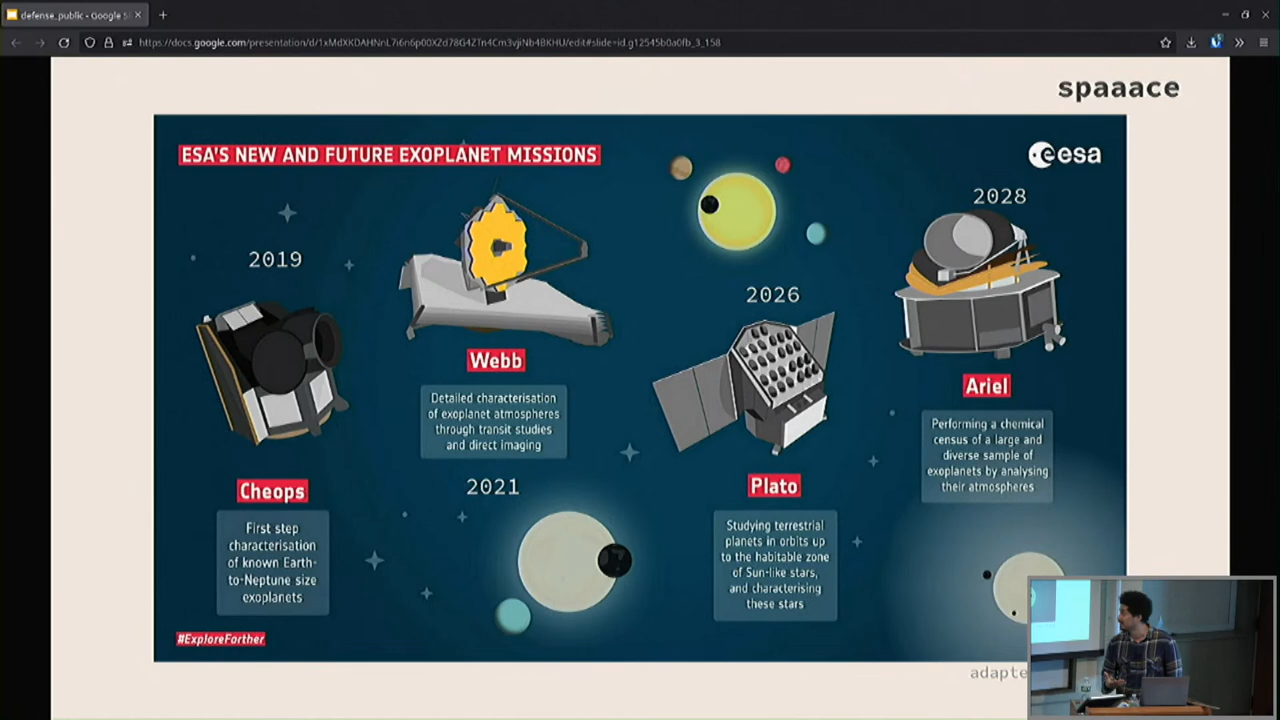 defense_public - Google Sl
https://docs.google.com/presentation/d/1xMdXKDAHNnL7i6n6p00XZd78G4ZTn4Cm3vjiNb4BKHU/edit#slide=id.g12545b0a0fb_3_158
spaaace
ESA'S NEW AND FUTURE EXOPLANET MISSIONS
esa
2019
Cheops
First step
characterisation
of known Earth-
to-Neptune size
exoplanets
Webb
Detailed characterisation
of exoplanet atmospheres
through transit studies
and direct imaging
2021
2026
Plato
Studying terrestrial
planets in orbits up
to the habitable zone
of Sun-like stars,
and characterising
these stars
2028
Ariel
Performing a chemical
census of a large and
diverse sample of
exoplanets by analysing
their atmospheres
#ExploreFarther
adapte